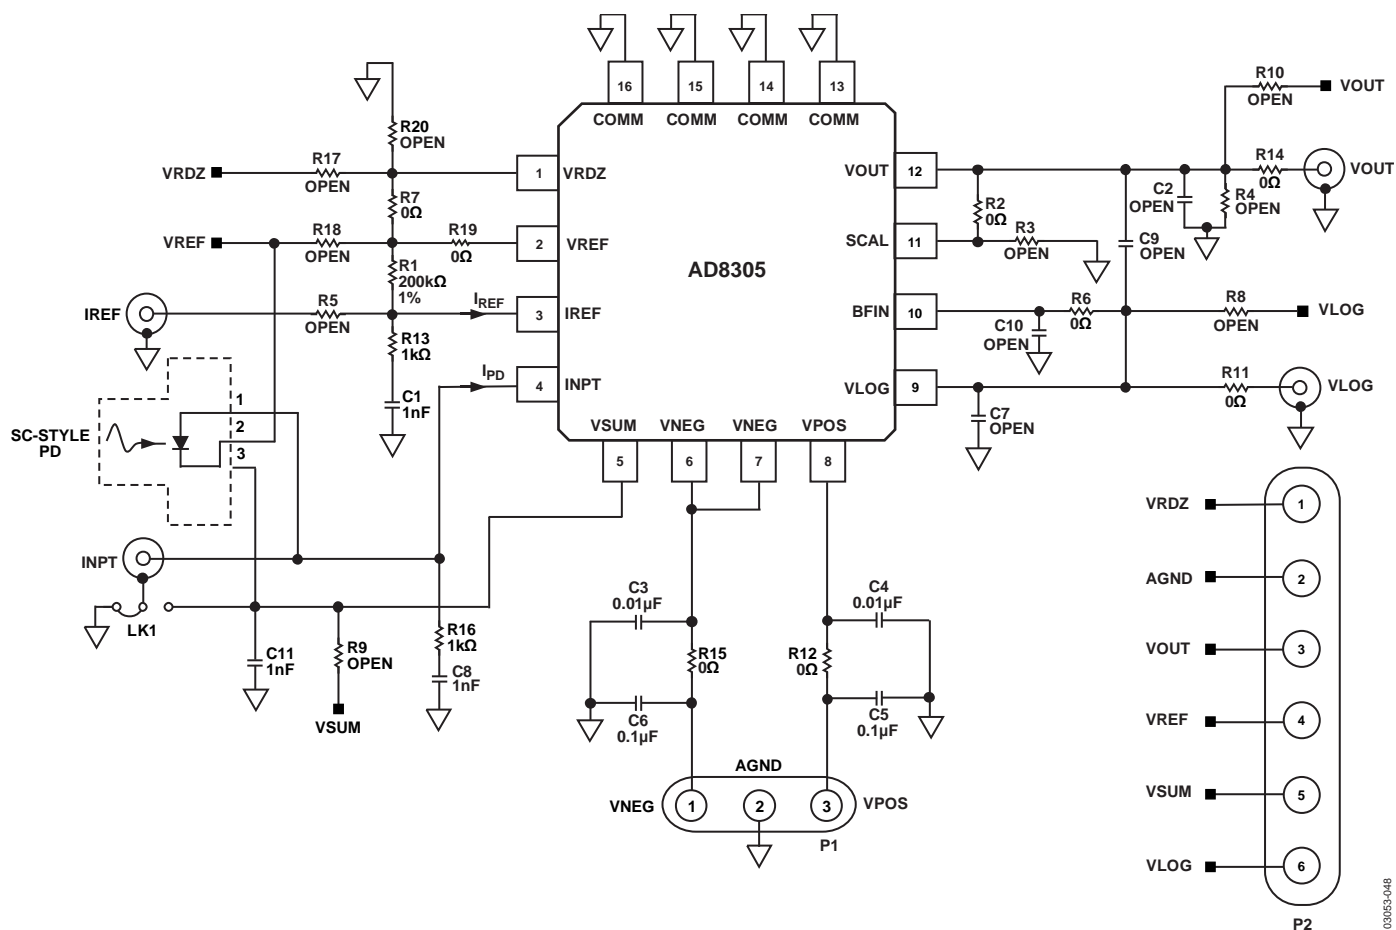 16
15
14
13
COMM
COMM
COMM
COMM
R20
OPEN
R10
OPEN
VOUT
VRDZ
R17
OPEN
1
VRDZ
VOUT
12
R14
0Ω
VOUT
R7
0Ω
R2
0Ω
C2
OPEN
R4
OPEN
VREF
R18
OPEN
R19
0Ω
2
VREF
SCAL
11
R3
OPEN
C9
OPEN
AD8305
R1
200kΩ
1%
IREF
R5
OPEN
IREF
3
IREF
BFIN
10
R6
0Ω
C10
OPEN
R8
OPEN
VLOG
R13
1kΩ
IPD
4
INPT
VLOG
9
R11
0Ω
VLOG
C1
1nF
C7
OPEN
SC-STYLE
PD
1
2
3
VSUM
VNEG
VNEG
VPOS
5
6
7
8
INPT
LK1
C11
1nF
R9
OPEN
VSUM
R16
1kΩ
C8
1nF
C3
0.01µF
C4
0.01µF
R15
0Ω
R12
0Ω
C6
0.1µF
C5
0.1µF
AGND
VNEG
1
2
3
VPOS
P1
VRDZ
1
AGND
2
VOUT
3
VREF
4
VSUM
5
VLOG
6
P2
03053-048